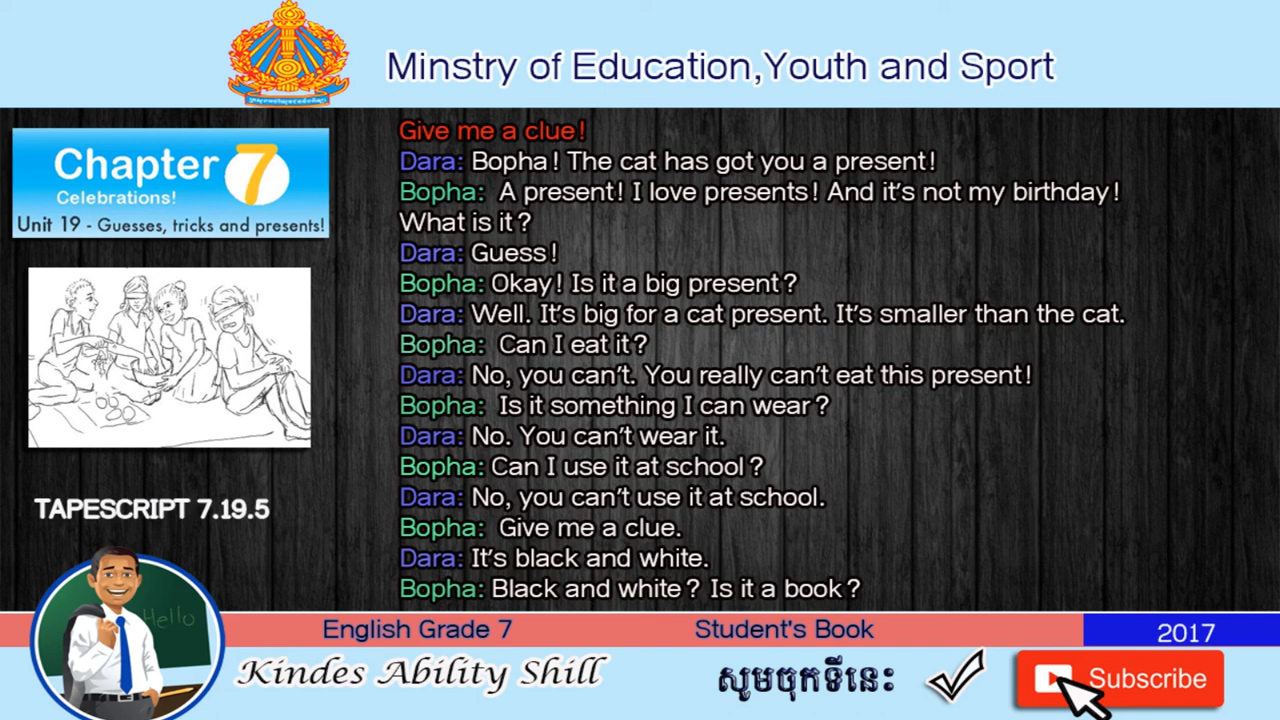 Minstry of Education,Youth and Sport
Chapter 7
Celebrations!
Unit 19 - Guesses, tricks and presents!
TAPESCRIPT 7.19.5
Give me a clue!
Dara: Bopha! The cat has got you a present!
Bopha: A present! I love presents! And it's not my birthday!
What is it?
Dara: Guess!
Bopha: Okay! Is it a big present?
Dara: Well. It's big for a cat present. It's smaller than the cat.
Bopha: Can I eat it?
Dara: No, you can't. You really can't eat this present!
Bopha: Is it something I can wear?
Dara: No. You can't wear it.
Bopha: Can I use it at school?
Dara: No, you can't use it at school.
Bopha: Give me a clue.
Dara: It's black and white.
Bopha: Black and white? Is it a book?
Hello
English Grade 7 Student's Book 2017
Kindes Ability Shill
សូមចុកទីនេះ
Subscribe